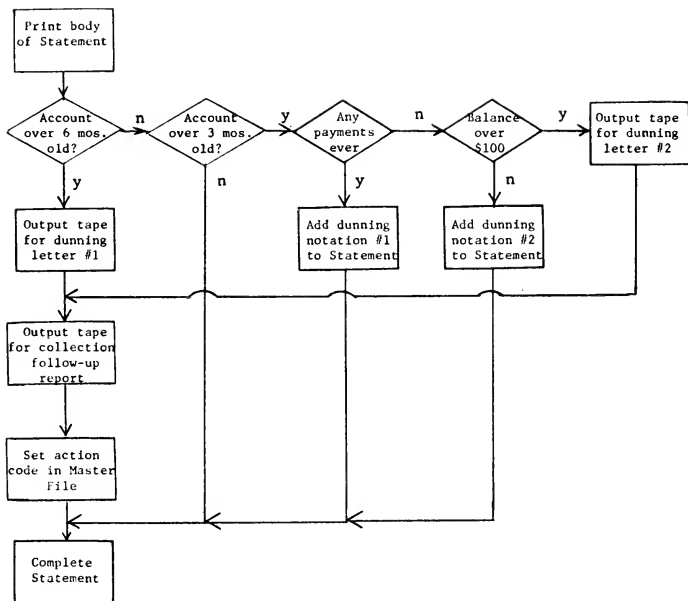 Print body
of Statement
Account
over 6 mos.
old?
n
Account
over 3 mos.
old?
y
Any
payments
ever
n
Balance
over
$100
y
Output tape
for dunning
letter #2
y
n
y
n
Output tape
for dunning
letter #1
Add dunning
notation #1
to Statement
Add dunning
notation #2
to Statement
Output tape
for collection
follow-up
report
Set action
code in Master
File
Complete
Statement